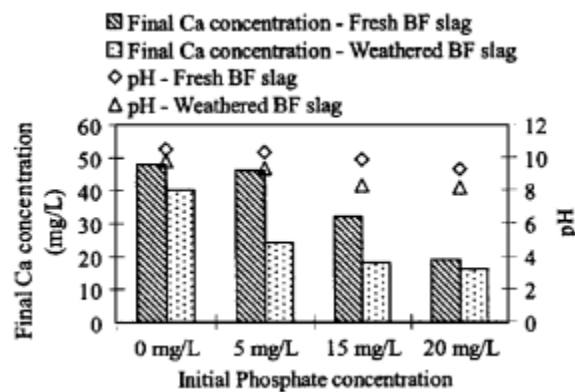 Final Ca concentration - Fresh BF slag
Final Ca concentration - Weathered BF slag
pH - Fresh BF slag
pH - Weathered BF slag
60
50
40
30
20
10
0
12
10
8
6
4
2
0
Final Ca concentration
(mg/L)
pH
0 mg/L 5 mg/L 15 mg/L 20 mg/L
Initial Phosphate concentration